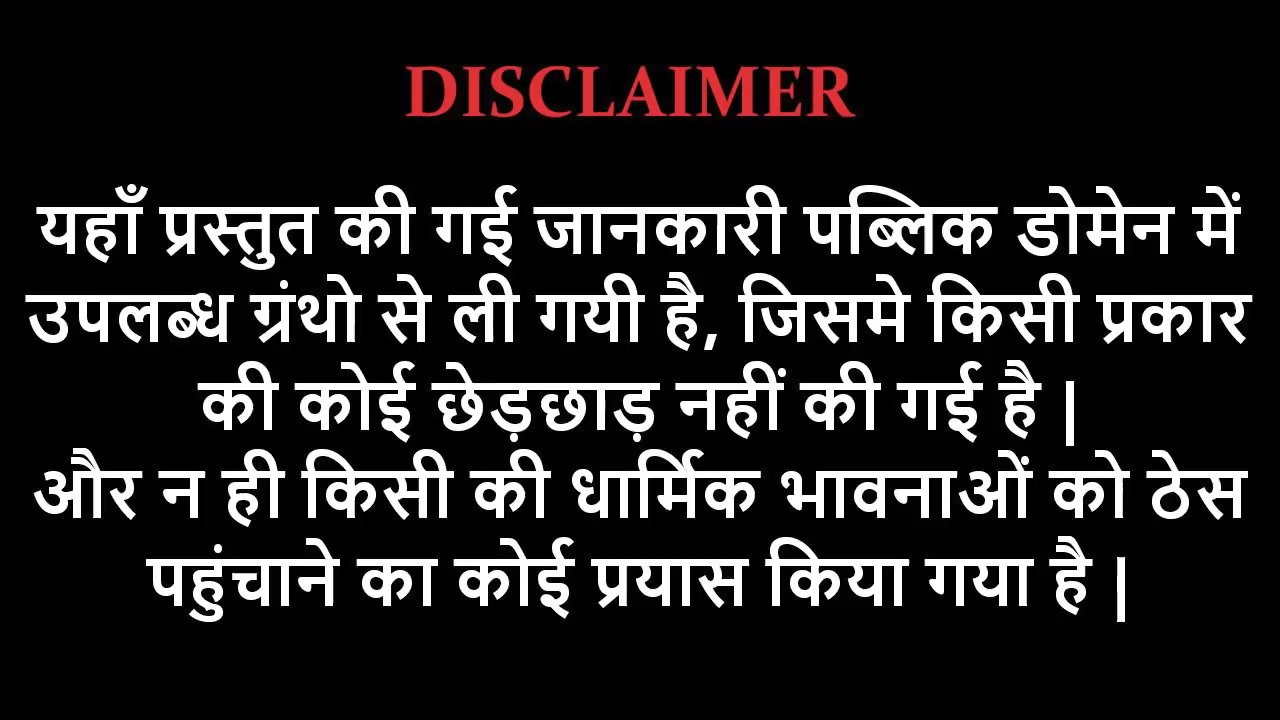 DISCLAIMER
यहाँ प्रस्तुत की गई जानकारी पब्लिक डोमेन में
उपलब्ध ग्रंथो से ली गयी है, जिसमे किसी प्रकार
की कोई छेड़छाड़ नहीं की गई है |
और न ही किसी की धार्मिक भावनाओं को ठेस
पहुंचाने का कोई प्रयास किया गया है |